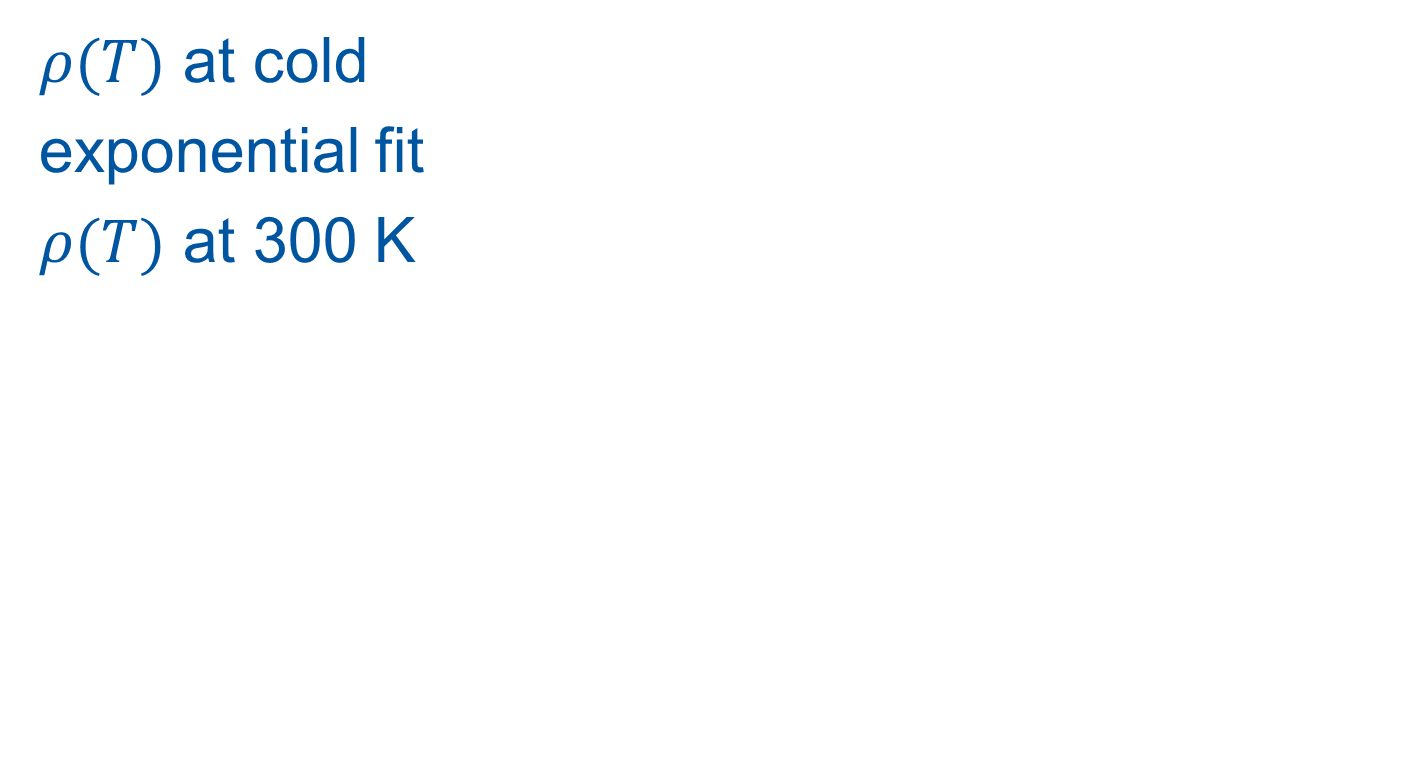 𝜌(𝑇) at cold
exponential fit
𝜌(𝑇) at 300 K